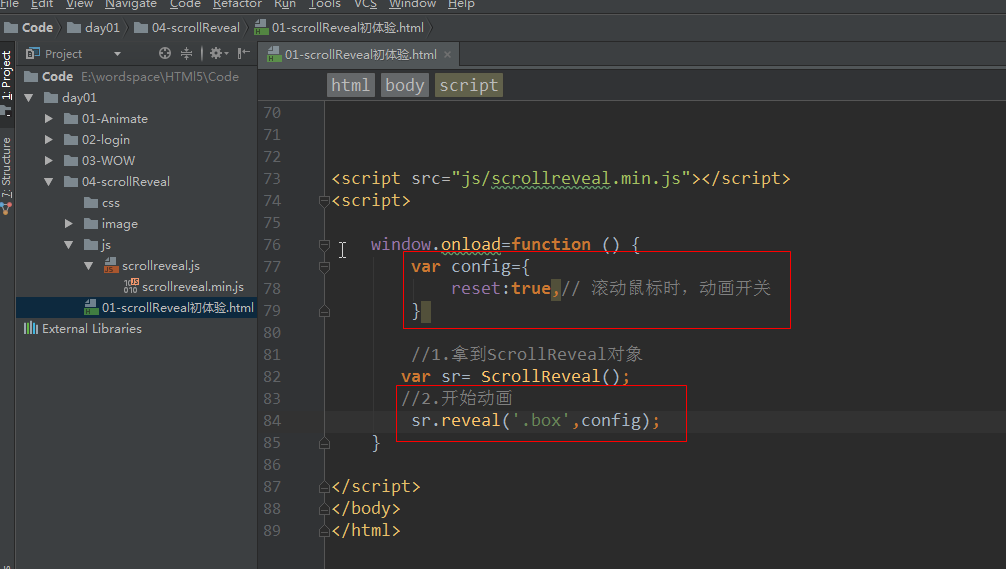 File Edit View Navigate Code Refactor Run Tools VCS Window Help
Code day01 04-scrollReveal 01-scrollReveal初体验.html
Project
01-scrollReveal初体验.html
1: Project
7: Structure
Code E:\wordspace\HTMl5\Code
day01
01-Animate
02-login
03-WOW
04-scrollReveal
css
image
js
scrollreveal.js
scrollreveal.min.js
01-scrollReveal初体验.html
External Libraries
html body script
70
71
72
73 <script src="js/scrollreveal.min.js"></script>
74 <script>
75
76 window.onload=function () {
77 var config={
78 reset:true,// 滚动鼠标时，动画开关
79 }
80
81 //1.拿到ScrollReveal对象
82 var sr= ScrollReveal();
83 //2.开始动画
84 sr.reveal('.box',config);
85 }
86
87 </script>
88 </body>
89 </html>